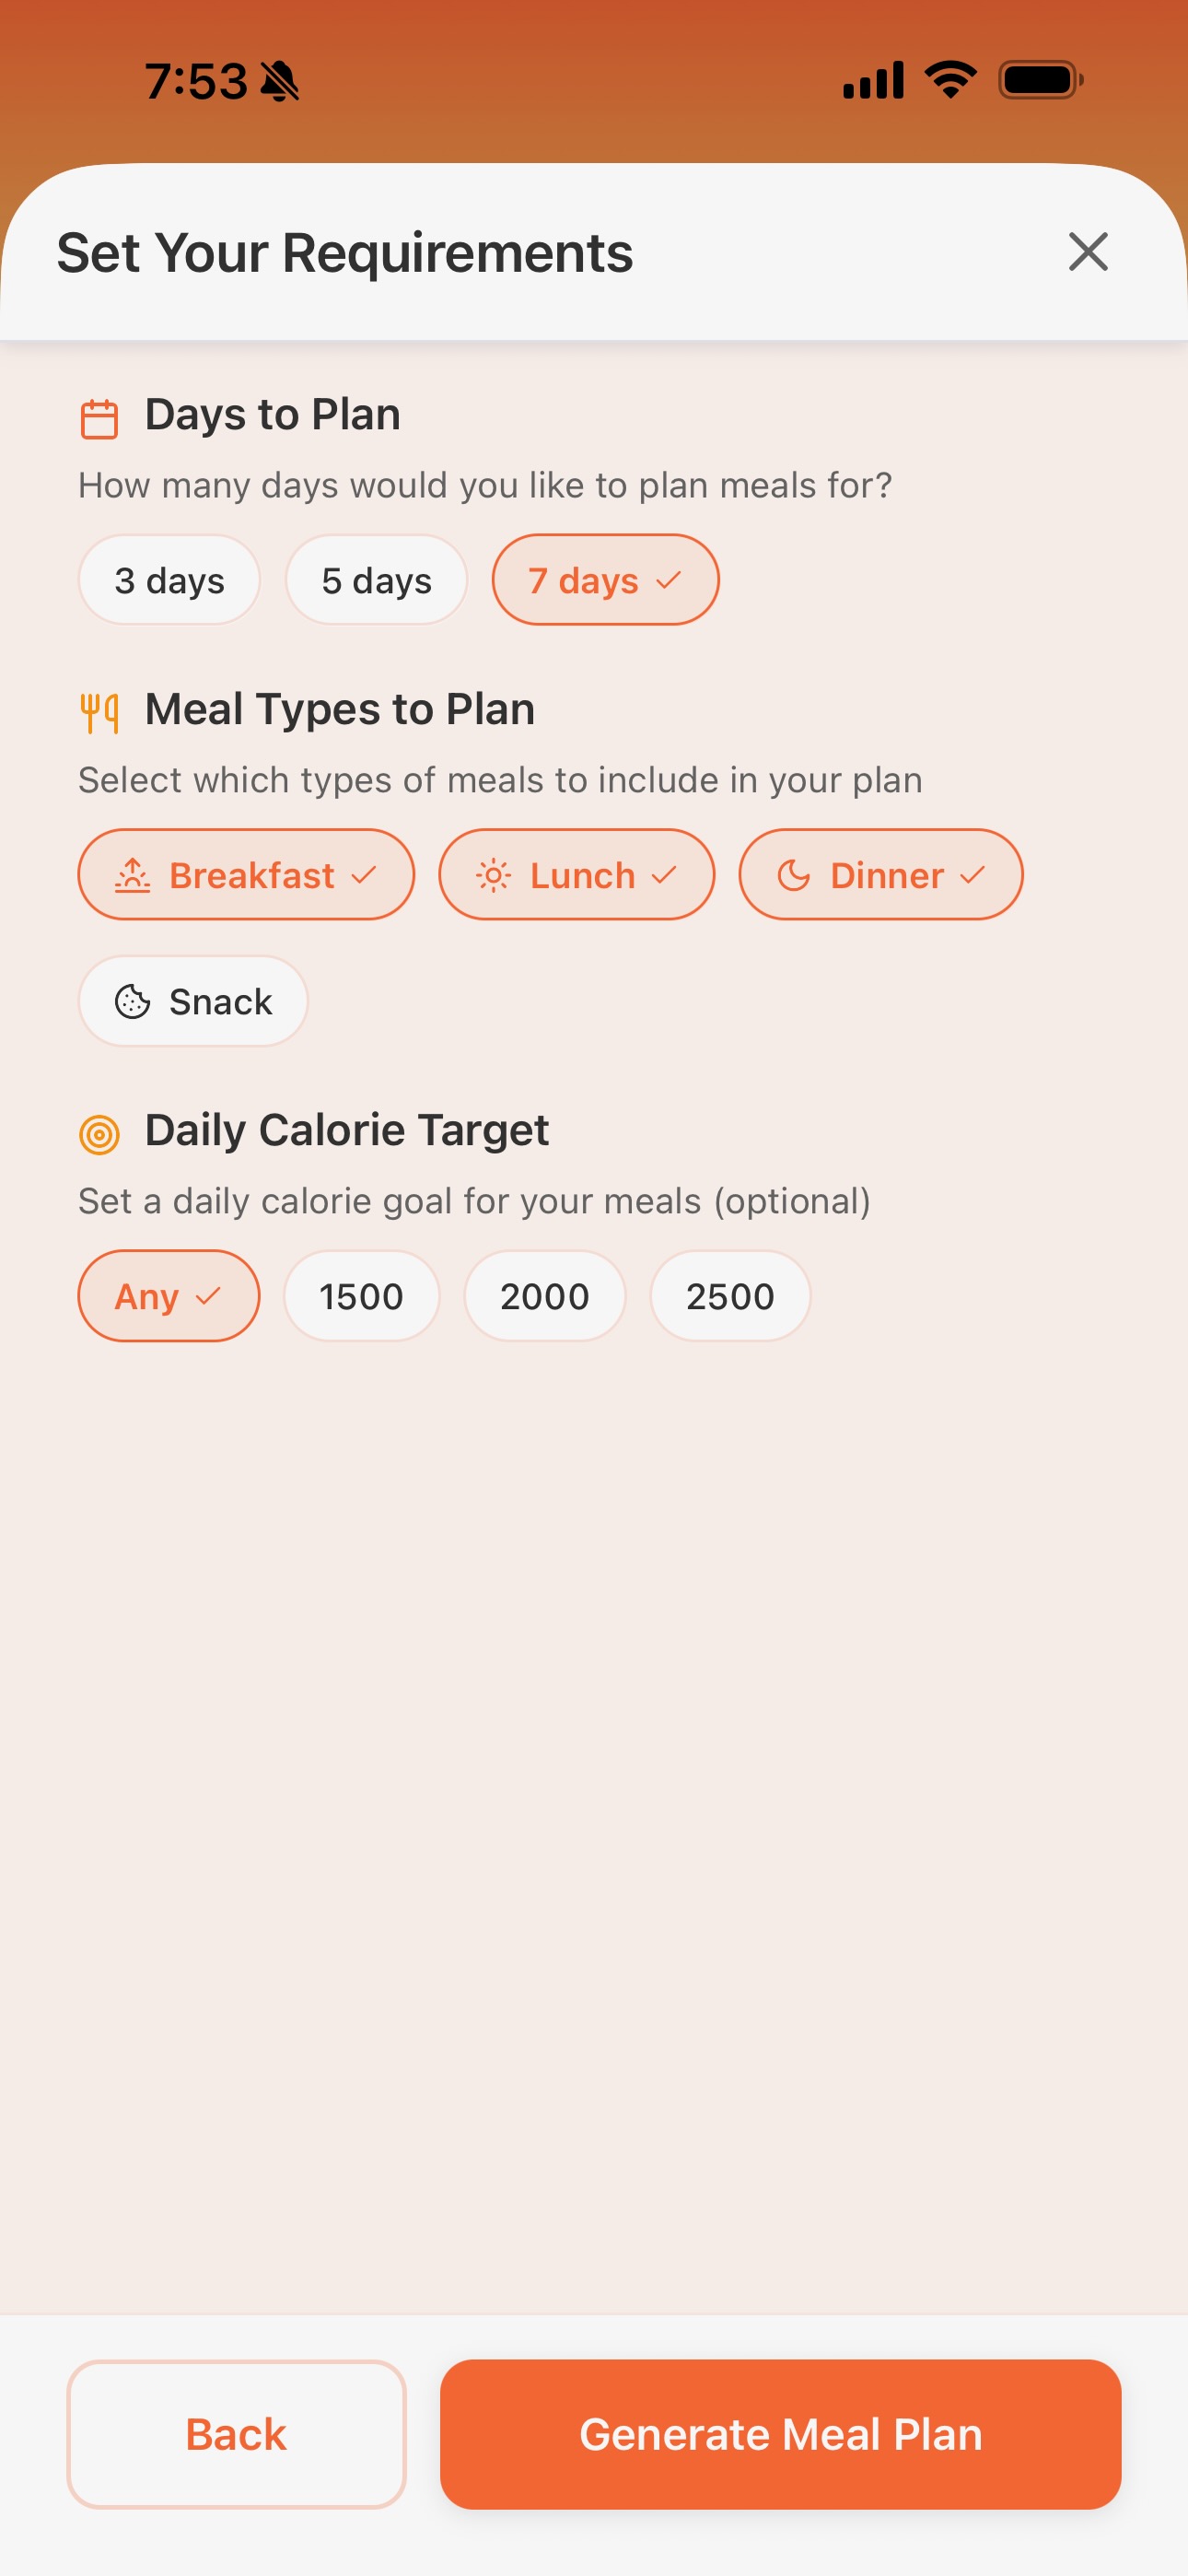 7:53
Set Your Requirements
Days to Plan
How many days would you like to plan meals for?
3 days 5 days 7 days
Meal Types to Plan
Select which types of meals to include in your plan
Breakfast Lunch Dinner
Snack
Daily Calorie Target
Set a daily calorie goal for your meals (optional)
Any 1500 2000 2500
Back Generate Meal Plan